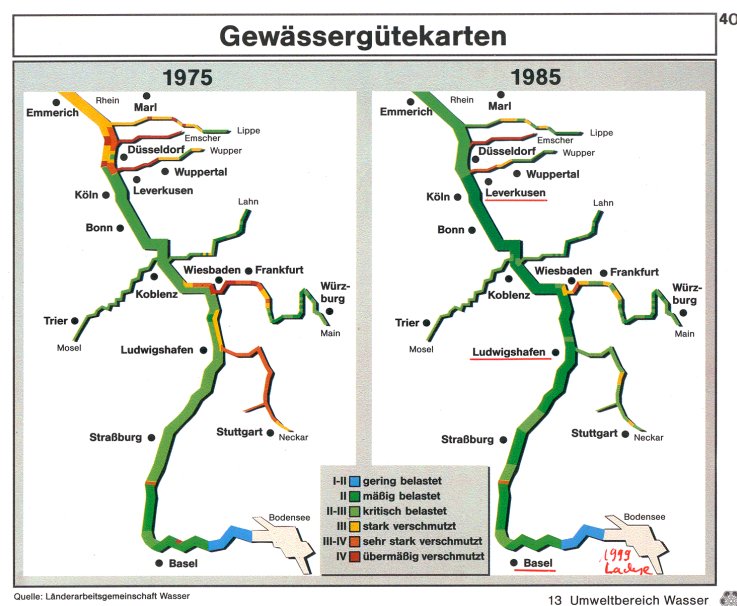 40
Gewässergütekarten
1975
Rhein
Marl
Emmerich
Lippe
Emscher
Düsseldorf
Wupper
Wuppertal
Leverkusen
Köln
Lahn
Bonn
Wiesbaden
Frankfurt
Koblenz
Würz-
burg
Trier
Main
Mosel
Ludwigshafen
Straßburg
Stuttgart
Neckar
Bodensee
Basel
1985
Rhein
Marl
Emmerich
Lippe
Emscher
Düsseldorf
Wupper
Wuppertal
Leverkusen
Köln
Lahn
Bonn
Wiesbaden
Frankfurt
Koblenz
Würz-
burg
Trier
Main
Mosel
Ludwigshafen
Straßburg
Stuttgart
Neckar
Bodensee
1999
Basel
I-II gering belastet
II mäßig belastet
II-III kritisch belastet
III stark verschmutzt
III-IV sehr stark verschmutzt
IV übermäßig verschmutzt
Quelle: Länderarbeitsgemeinschaft Wasser
13 Umweltbereich Wasser